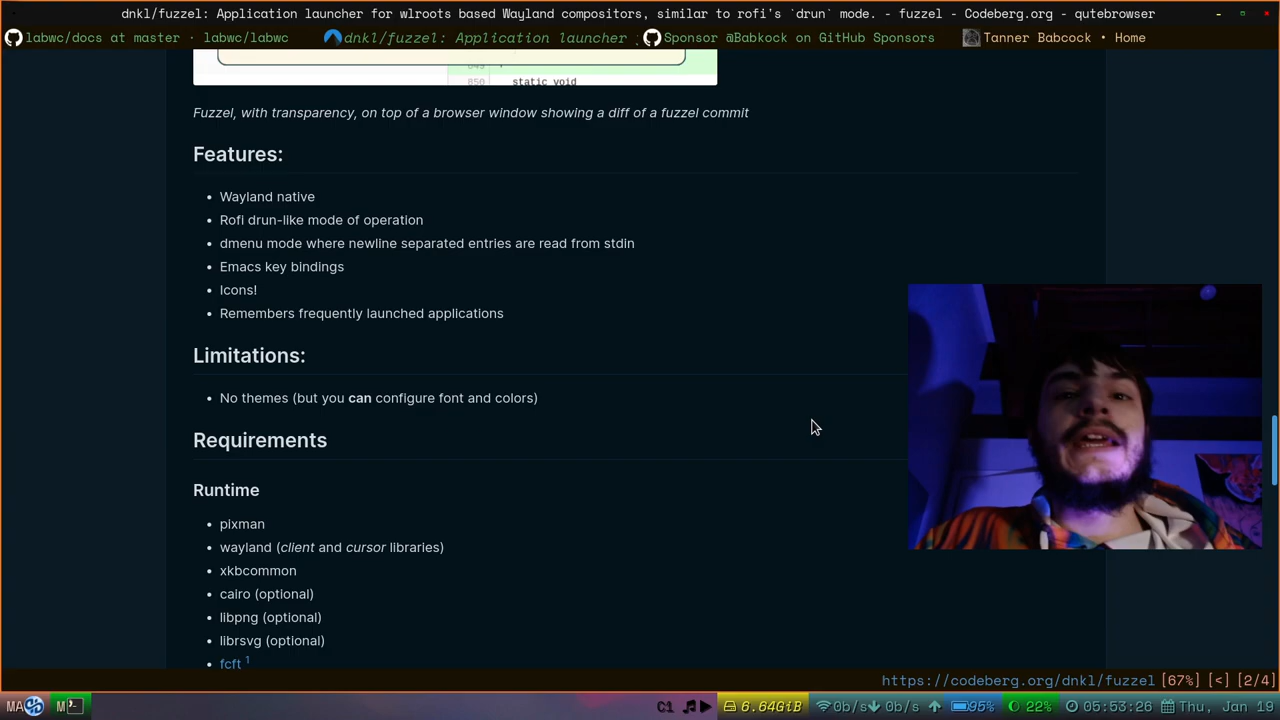 dnkl/fuzzel: Application launcher for wlroots based Wayland compositors, similar to rofi's `drun` mode. - fuzzel - Codeberg.org - qutebrowser
labwc/docs at master · labwc/labwc
dnkl/fuzzel: Application launcher
Sponsor @Babkock on GitHub Sponsors
Tanner Babcock • Home
850 static void
Fuzzel, with transparency, on top of a browser window showing a diff of a fuzzel commit
Features:
• Wayland native
• Rofi drun-like mode of operation
• dmenu mode where newline separated entries are read from stdin
• Emacs key bindings
• Icons!
• Remembers frequently launched applications
Limitations:
• No themes (but you can configure font and colors)
Requirements
Runtime
• pixman
• wayland (client and cursor libraries)
• xkbcommon
• cairo (optional)
• libpng (optional)
• librsvg (optional)
• fcft 1
https://codeberg.org/dnkl/fuzzel [67%] [<] [2/4]
MA M C1 6.64GiB 0b/s 0b/s 95% 22% 05:53:26 Thu, Jan 19